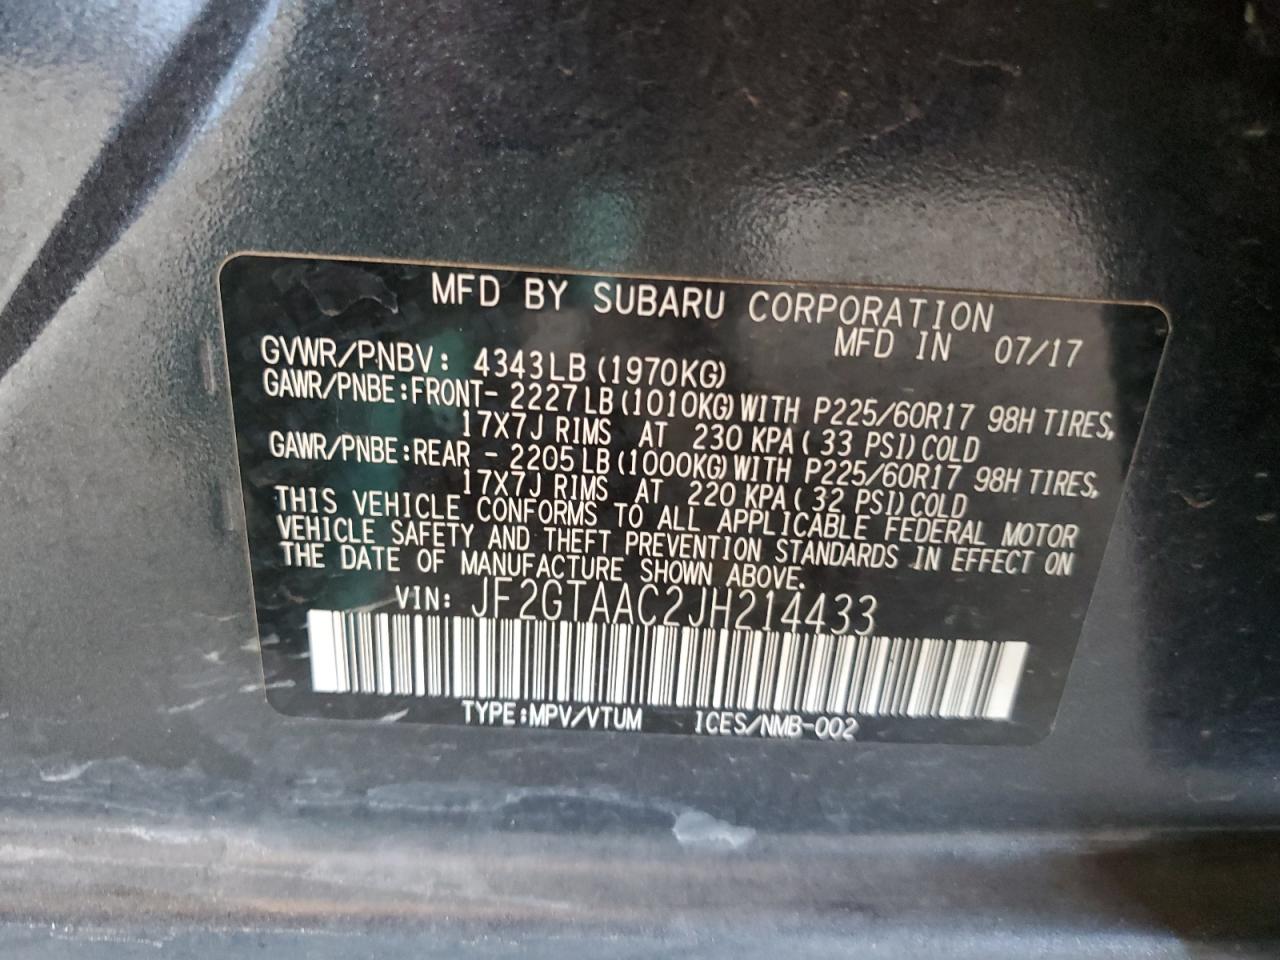 MFD BY SUBARU CORPORATION
MFD IN 07/17
GVWR/PNBV: 4343LB (1970KG)
GAWR/PNBE:FRONT- 2227LB(1010KG)WITH P225/60R17 98H TIRES,
17X7J RIMS AT 230 KPA( 33 PSI)COLD
GAWR/PNBE:REAR - 2205LB(1000KG)WITH P225/60R17 98H TIRES,
17X7J RIMS AT 220 KPA( 32 PSI)COLD
THIS VEHICLE CONFORMS TO ALL APPLICABLE FEDERAL MOTOR
VEHICLE SAFETY AND THEFT PREVENTION STANDARDS IN EFFECT ON
THE DATE OF MANUFACTURE SHOWN ABOVE.
VIN: JF2GTAAC2JH214433
TYPE:MPV/VTUM ICES/NMB-002